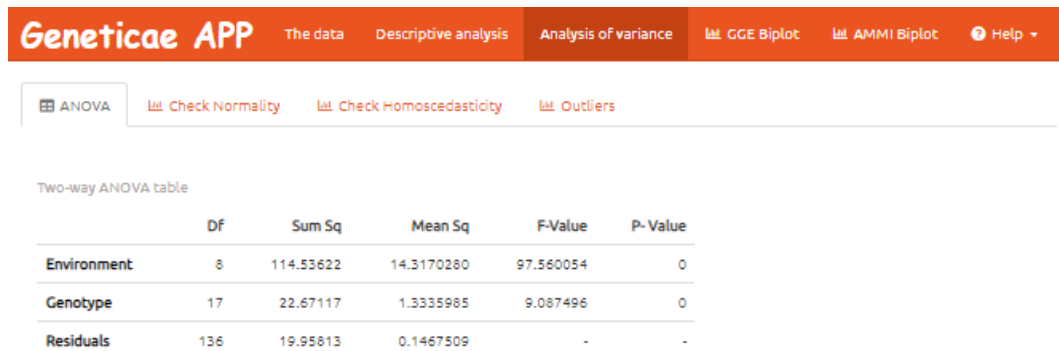 Geneticae APP The data Descriptive analysis Analysis of variance GGE Biplot AMMI Biplot Help
ANOVA Check Normality Check Homoscedasticity Outliers
Two-way ANOVA table
Df Sum Sq Mean Sq F-Value P- Value
Environment 8 114.53622 14.3170280 97.560054 0
Genotype 17 22.67117 1.3335985 9.087496 0
Residuals 136 19.95813 0.1467509 - -